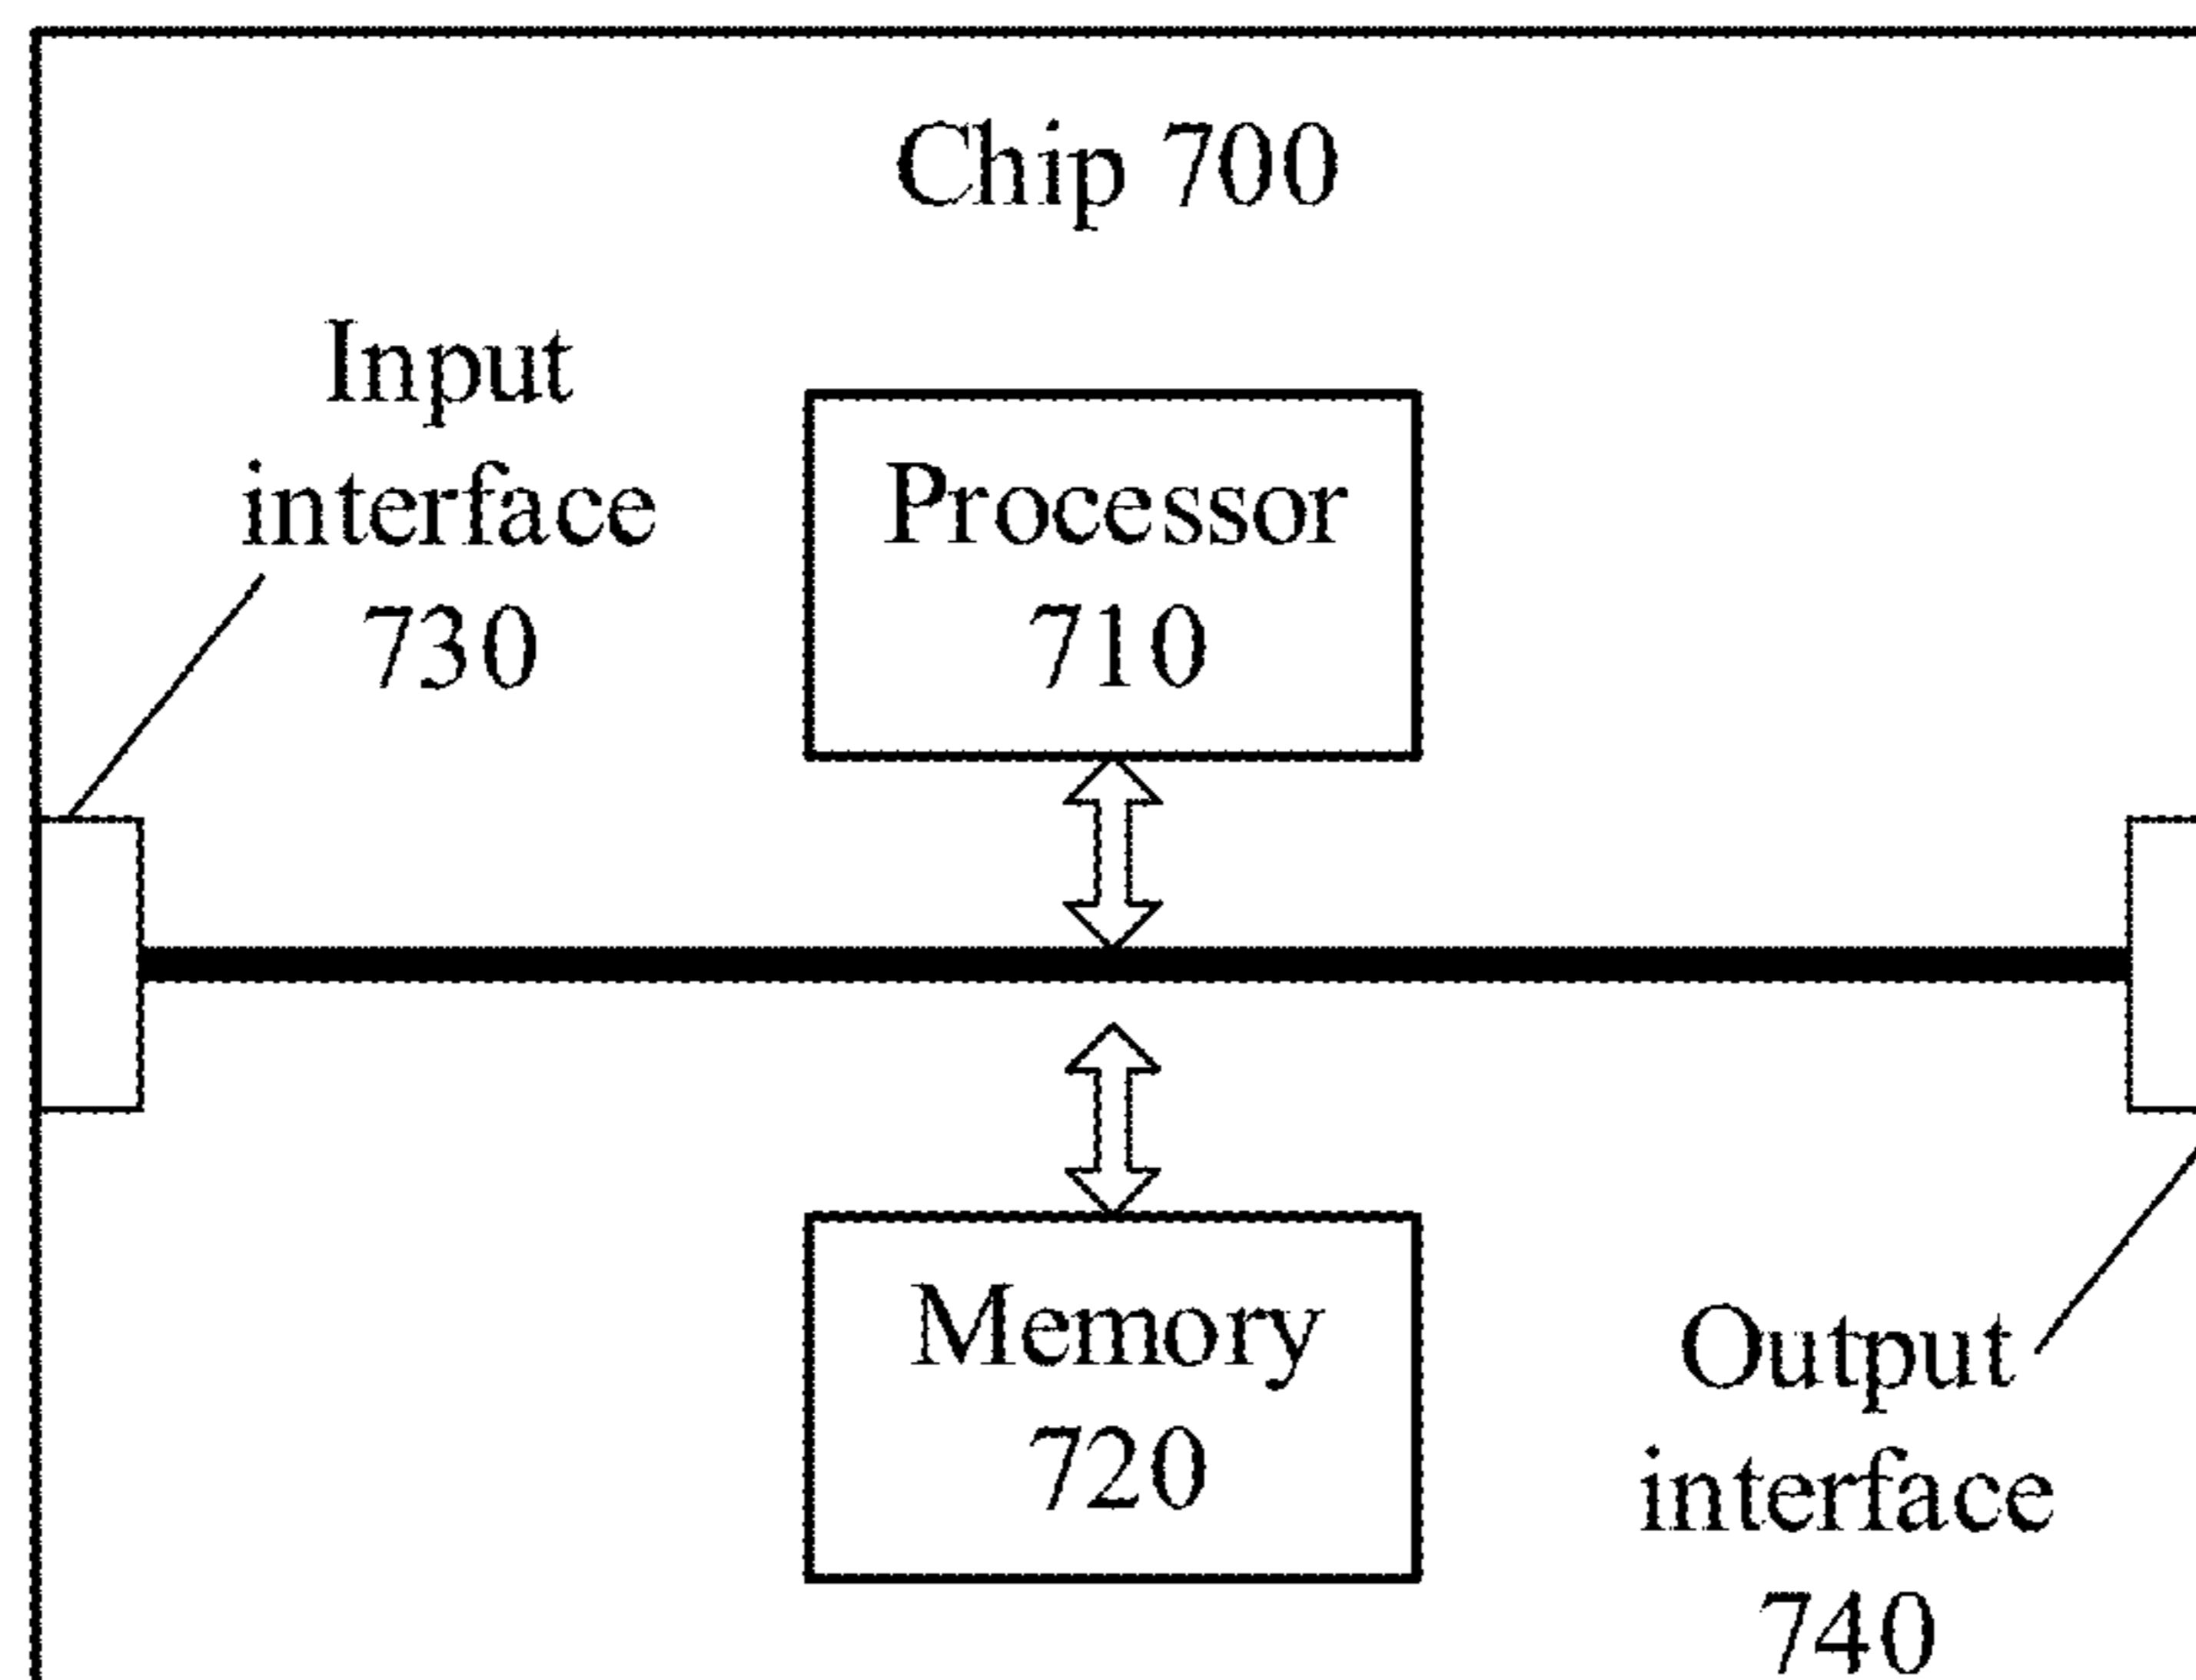 Chip 700
Input
interface
730
Processor
710
Memory
720
Output
interface
740